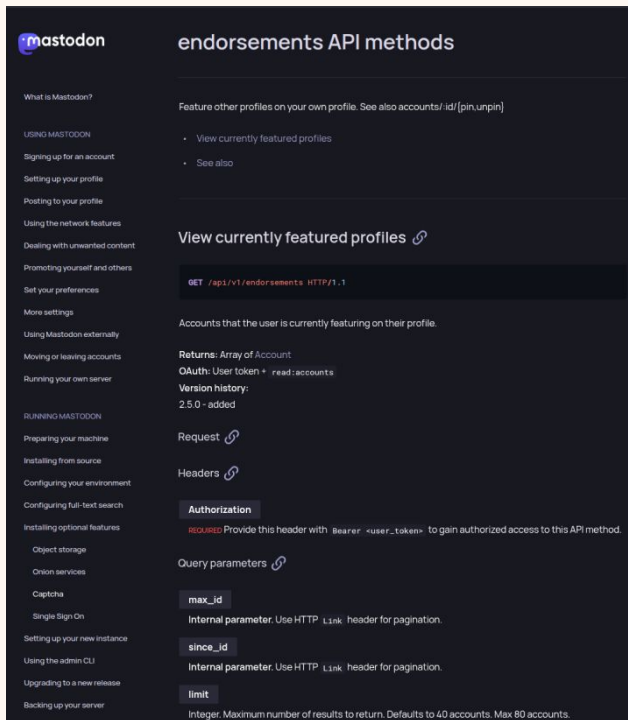 mastodon
What is Mastodon?
USING MASTODON
Signing up for an account
Setting up your profile
Posting to your profile
Using the network features
Dealing with unwanted content
Promoting yourself and others
Set your preferences
More settings
Using Mastodon externally
Moving or leaving accounts
Running your own server
RUNNING MASTODON
Preparing your machine
Installing from source
Configuring your environment
Configuring full-text search
Installing optional features
Object storage
Onion services
Captcha
Single Sign On
Setting up your new instance
Using the admin CLI
Upgrading to a new release
Backing up your server
endorsements API methods
Feature other profiles on your own profile. See also accounts/:id/{pin,unpin}
• View currently featured profiles
• See also
View currently featured profiles
GET /api/v1/endorsements HTTP/1.1
Accounts that the user is currently featuring on their profile.
Returns: Array of Account
OAuth: User token + read:accounts
Version history:
2.5.0 - added
Request
Headers
Authorization
REQUIRED Provide this header with Bearer <user_token> to gain authorized access to this API method.
Query parameters
max_id
Internal parameter. Use HTTP Link header for pagination.
since_id
Internal parameter. Use HTTP Link header for pagination.
limit
Integer. Maximum number of results to return. Defaults to 40 accounts. Max 80 accounts.